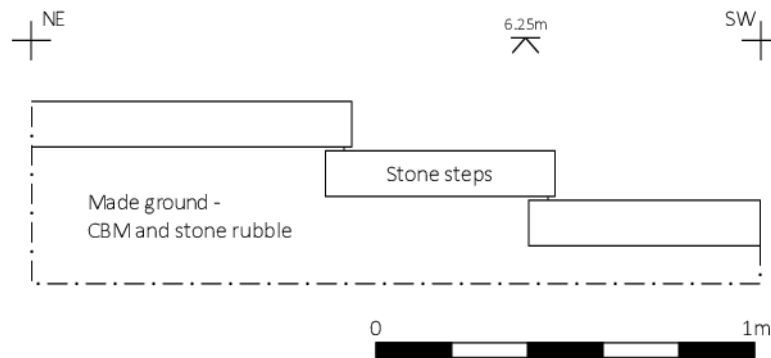 NE
6.25m
SW
Stone steps
Made ground -
CBM and stone rubble
0
1m